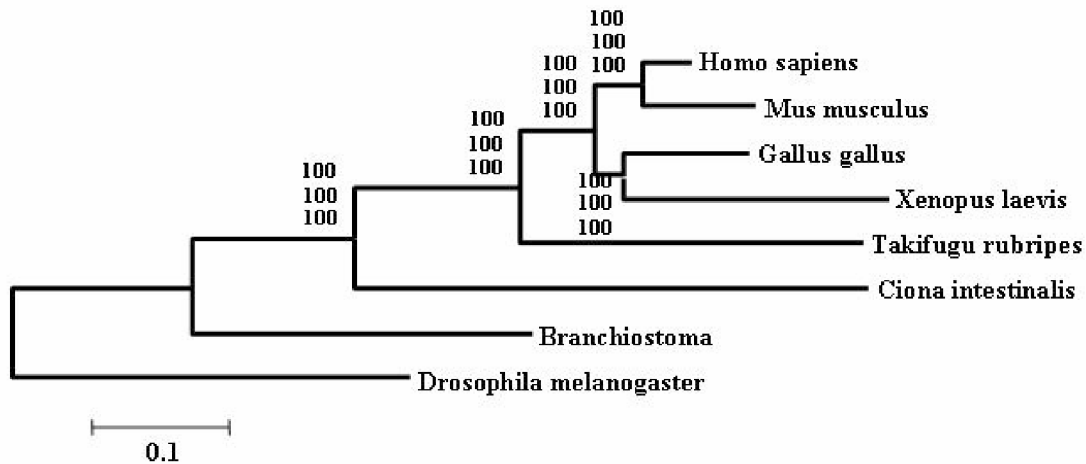 100
100
100
Homo sapiens
100
100
100
Mus musculus
100
100
100
Gallus gallus
100
100
100
Xenopus laevis
100
100
100
Takifugu rubripes
Ciona intestinalis
Branchiostoma
Drosophila melanogaster
0.1